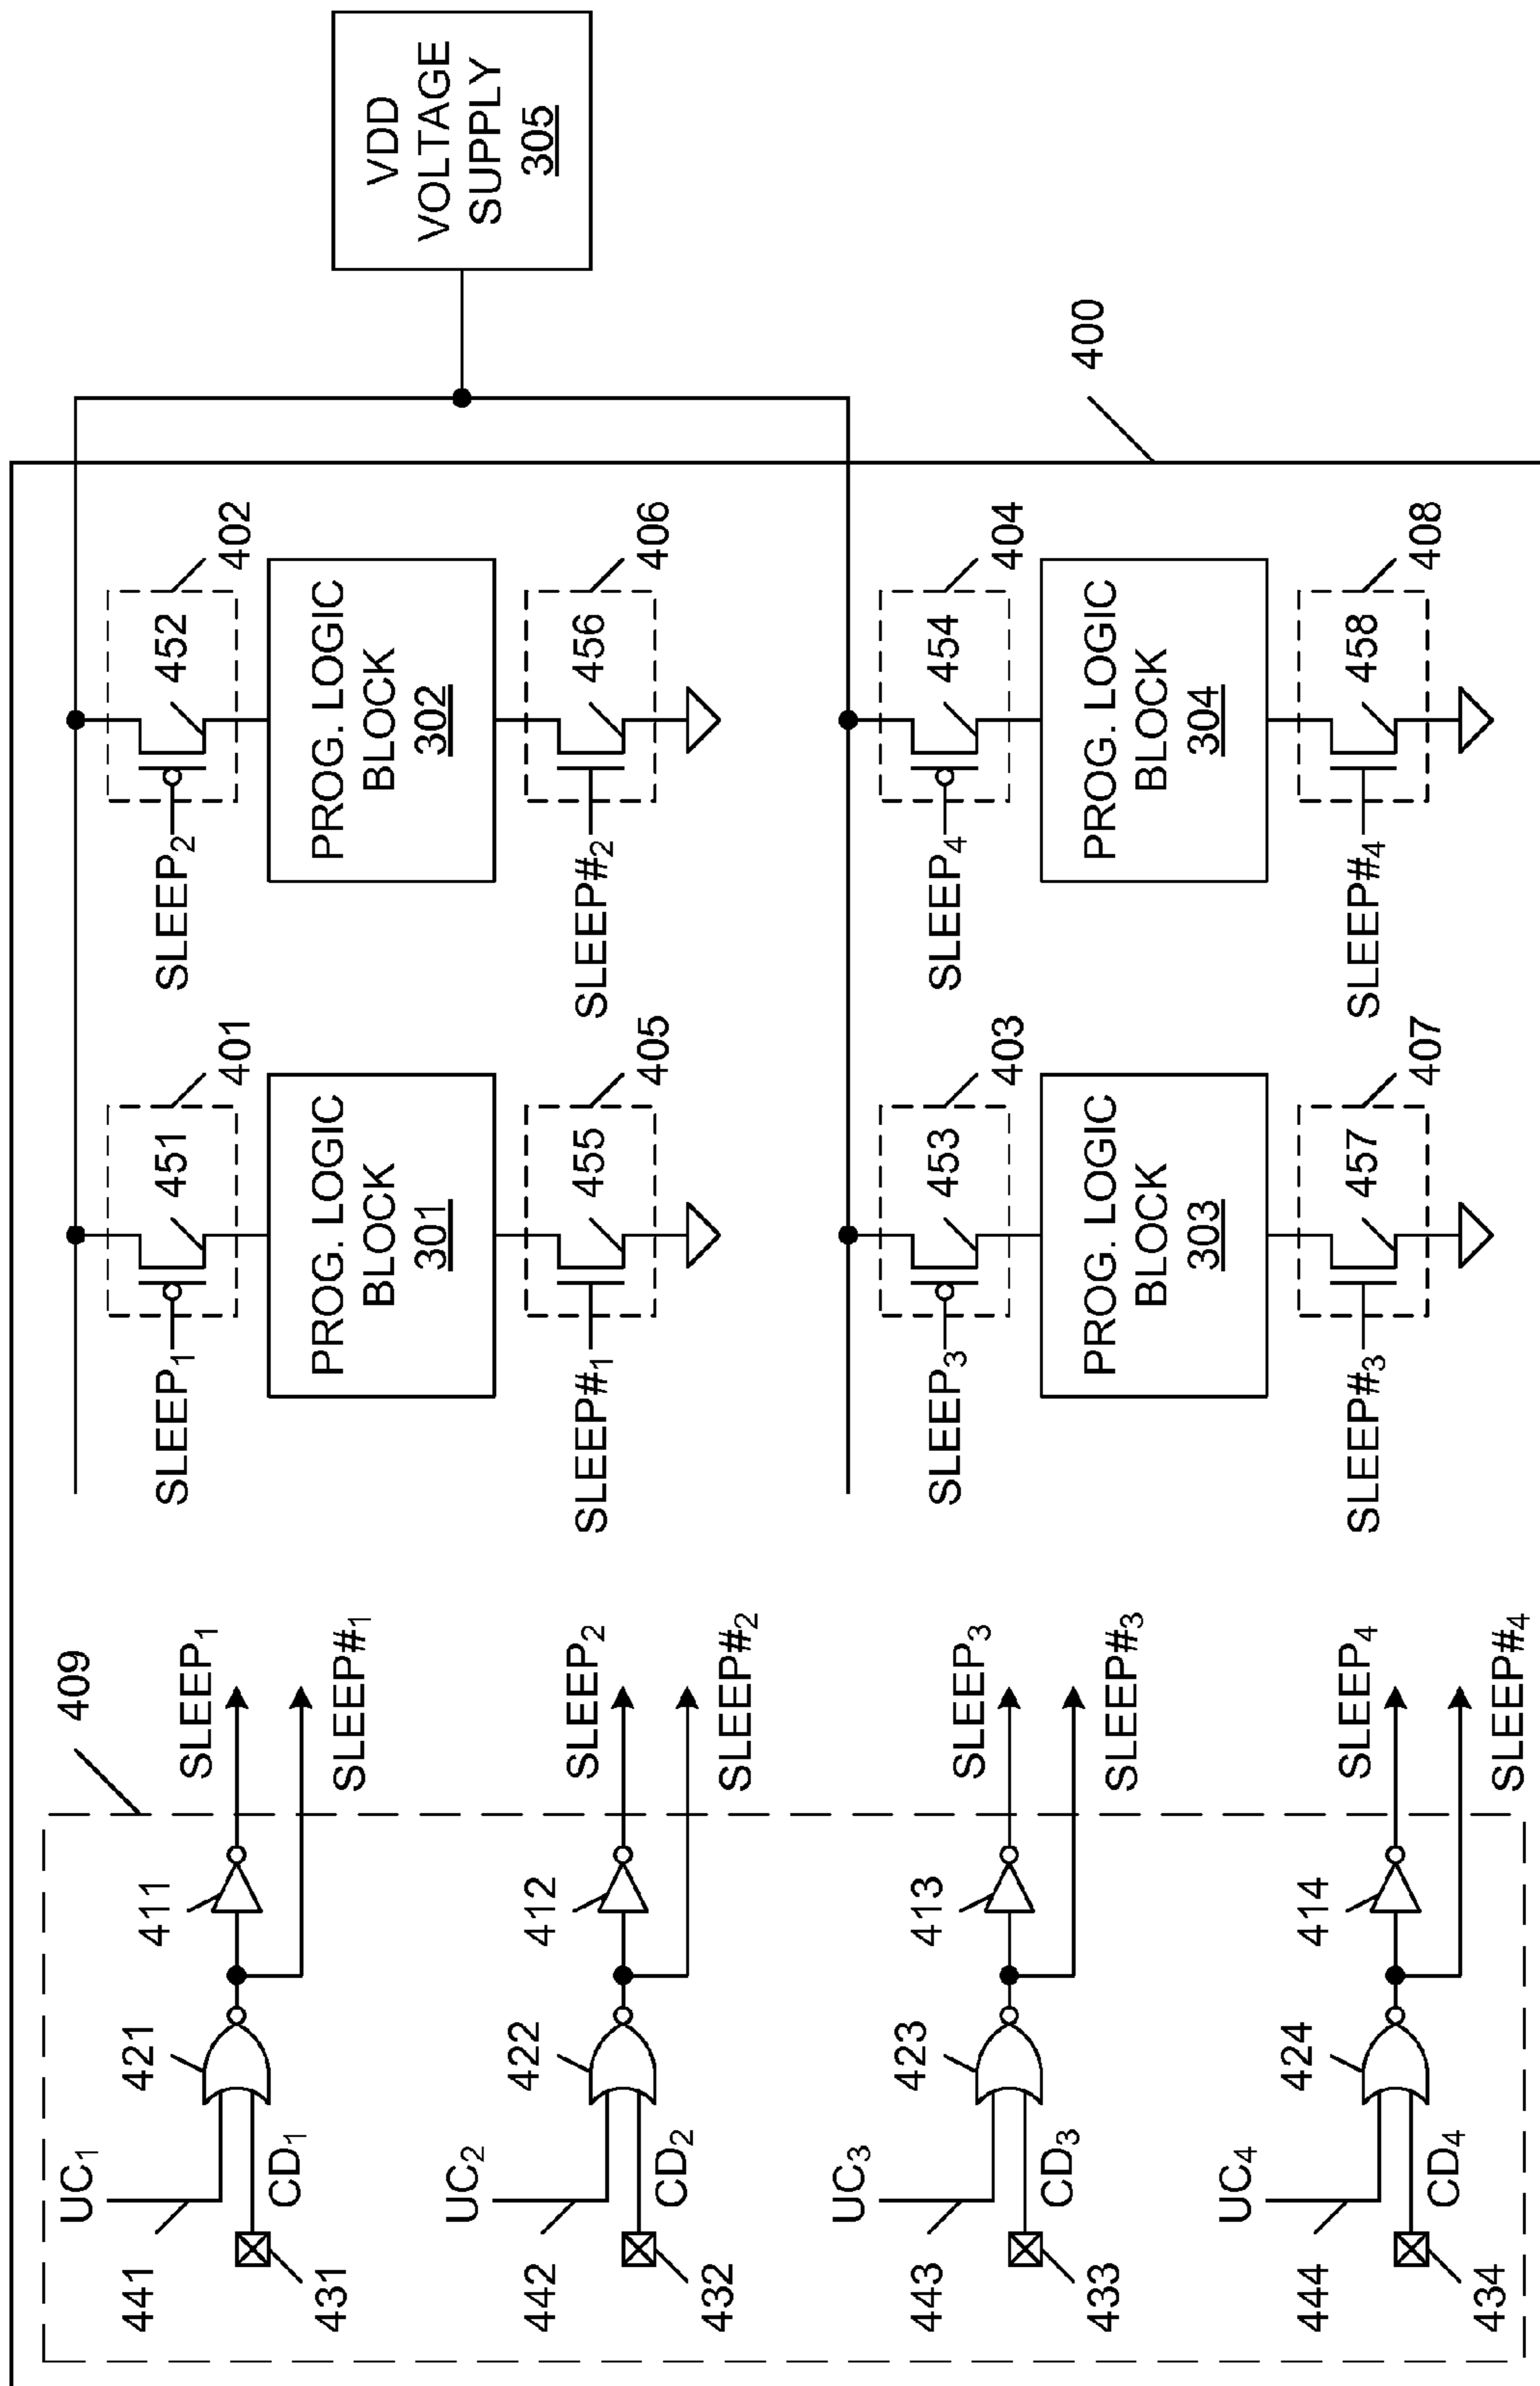 409
UC₁
441
CD₁
431
421
411
SLEEP₁
SLEEP#₁
UC₂
442
CD₂
432
422
412
SLEEP₂
SLEEP#₂
UC₃
443
CD₃
433
423
413
SLEEP₃
SLEEP#₃
UC₄
444
CD₄
434
424
414
SLEEP₄
SLEEP#₄
SLEEP₁
451
401
PROG. LOGIC
BLOCK
301
SLEEP#₁
455
405
SLEEP₂
452
402
PROG. LOGIC
BLOCK
302
SLEEP#₂
456
406
SLEEP₃
453
403
PROG. LOGIC
BLOCK
303
SLEEP#₃
457
407
SLEEP₄
454
404
PROG. LOGIC
BLOCK
304
SLEEP#₄
458
408
VDD
VOLTAGE
SUPPLY
305
400